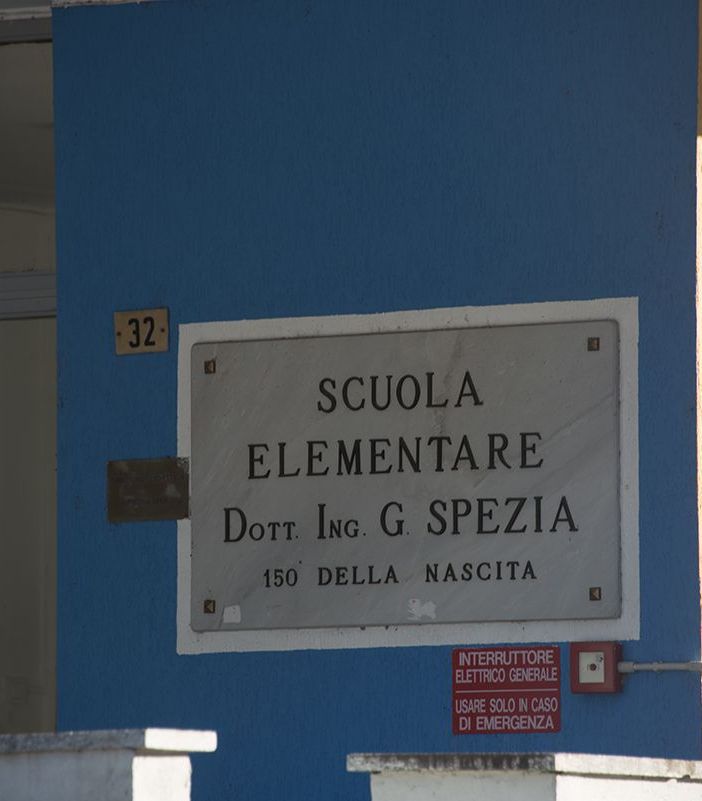 32
SCUOLA
ELEMENTARE
DOTT. ING. G. SPEZIA
150 DELLA NASCITA
INTERRUTTORE
ELETTRICO GENERALE
USARE SOLO IN CASO
DI EMERGENZA